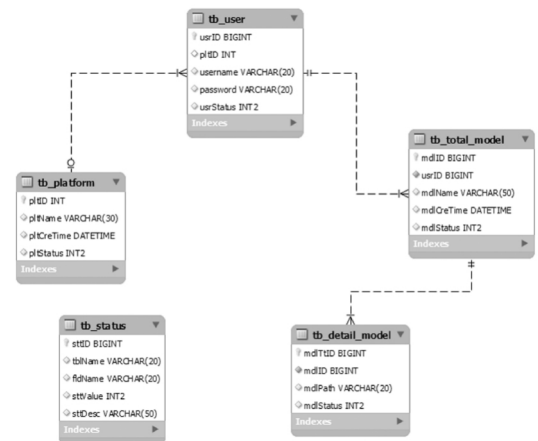 tb_user
usrID BIGINT
pltID INT
username VARCHAR(20)
password VARCHAR(20)
usrStatus INT2
Indexes
tb_total_model
mdlID BIGINT
usrID BIGINT
mdlName VARCHAR(50)
mdlCreTime DATETIME
mdlStatus INT2
Indexes
tb_platform
pltID INT
pltName VARCHAR(30)
pltCreTime DATETIME
pltStatus INT2
Indexes
tb_status
sttID BIGINT
tblName VARCHAR(20)
fldName VARCHAR(20)
sttValue INT2
sttDesc VARCHAR(50)
tb_detail_model
mdlTtID BIGINT
mdlID BIGINT
mdlPath VARCHAR(20)
mdlStatus INT2
Indexes